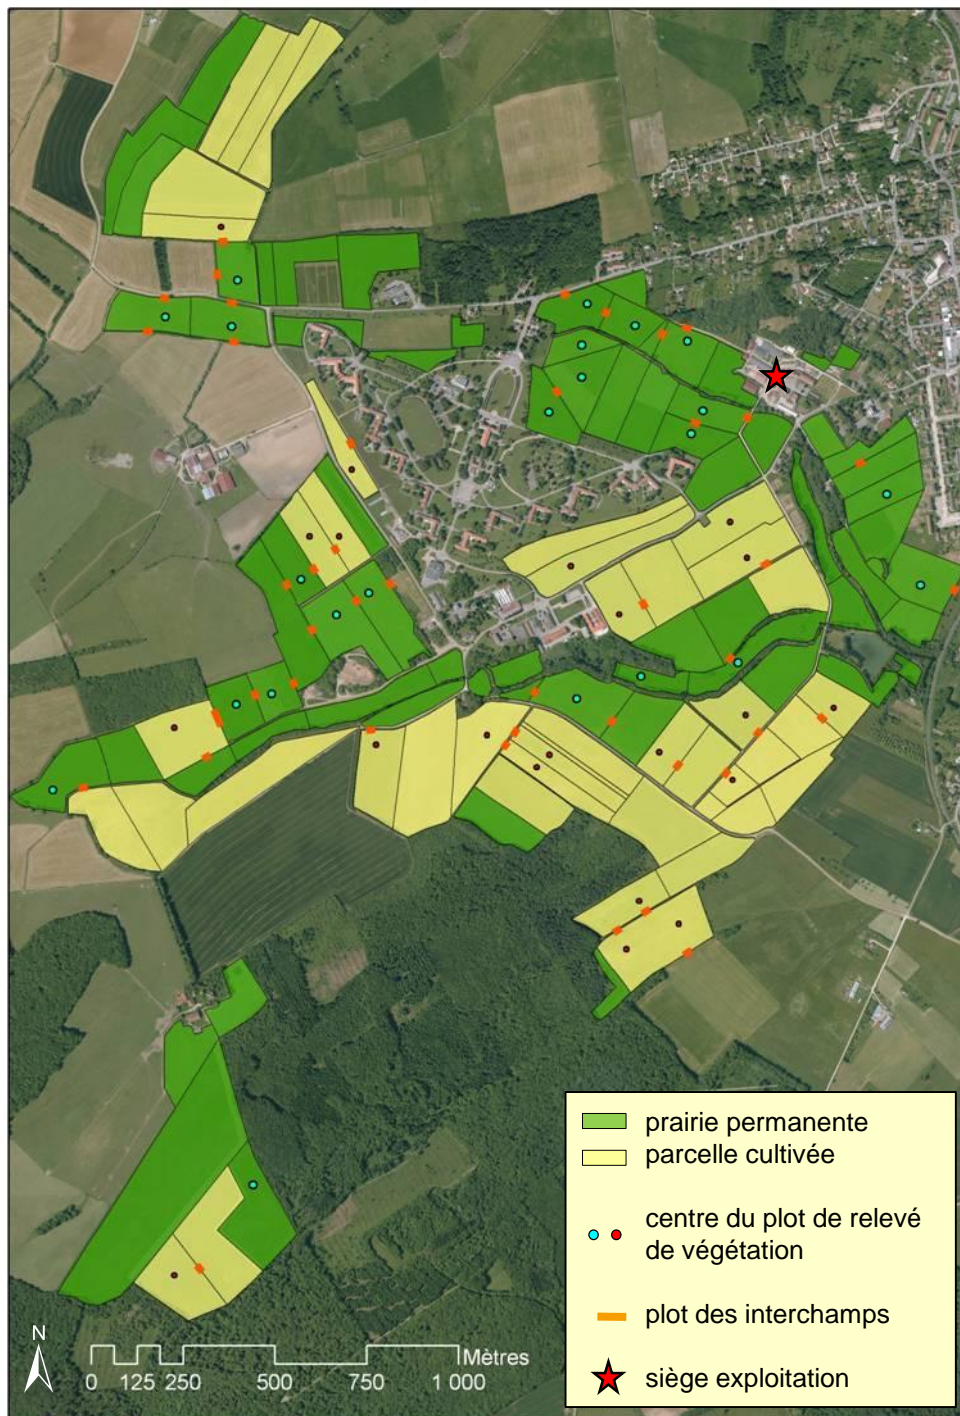 prairie permanente
parcelle cultivée
centre du plot de relevé
de végétation
plot des interchamps
siège exploitation
N
Mètres
0 125 250 500 750 1 000